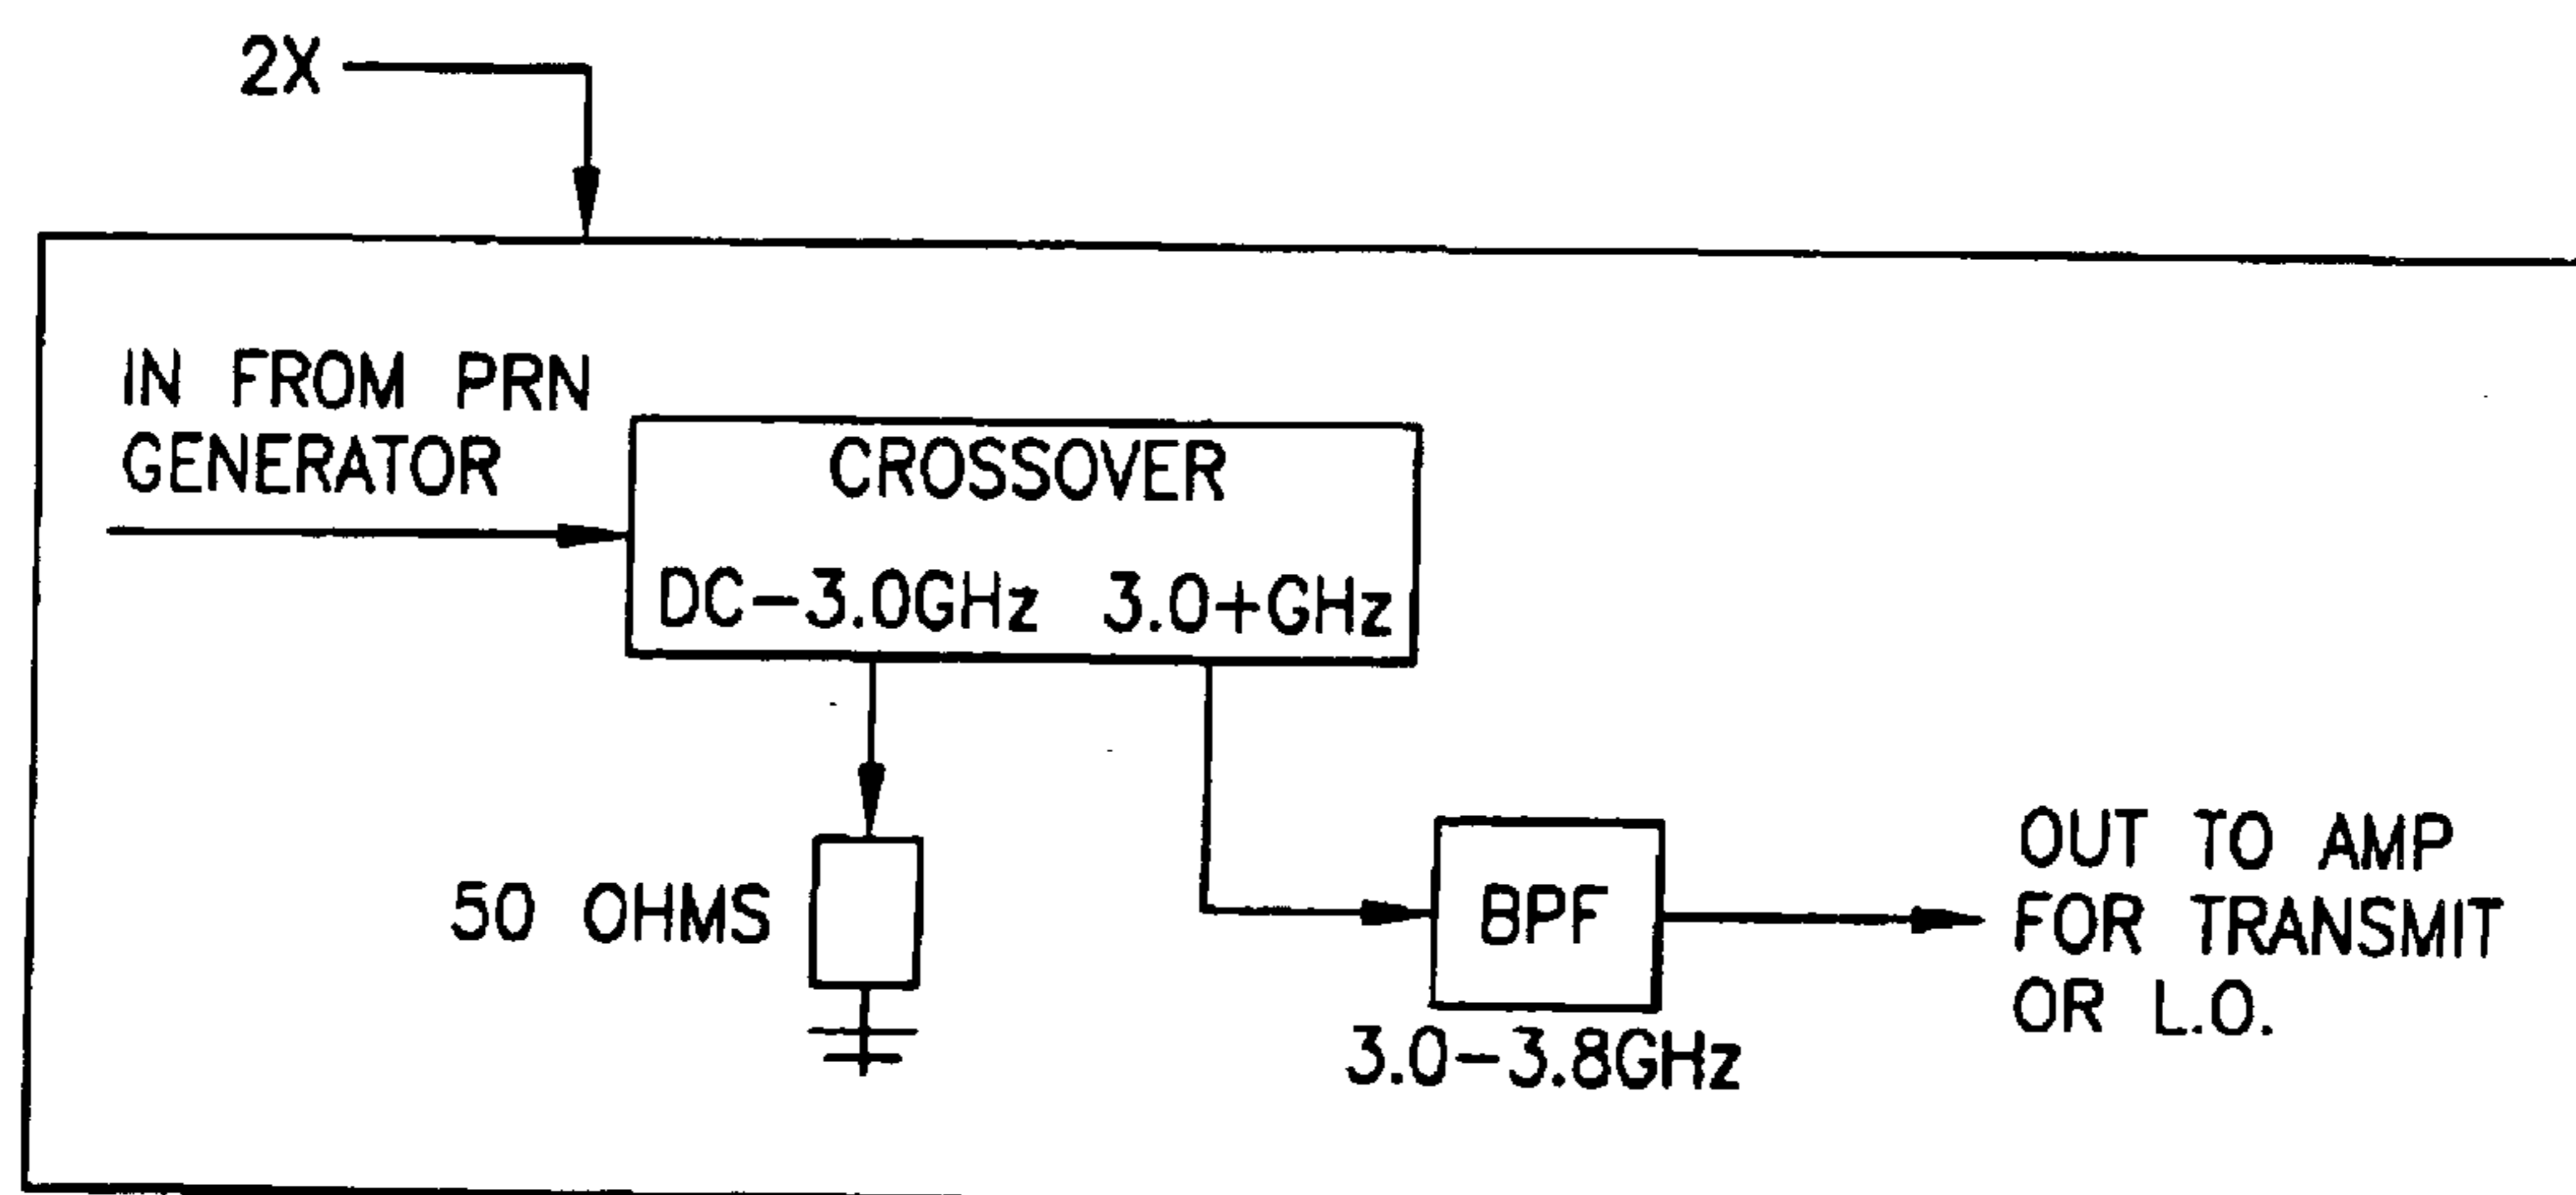 2X
IN FROM PRN
GENERATOR
CROSSOVER
DC-3.0GHz 3.0+GHz
50 OHMS
BPF
3.0-3.8GHz
OUT TO AMP
FOR TRANSMIT
OR L.O.